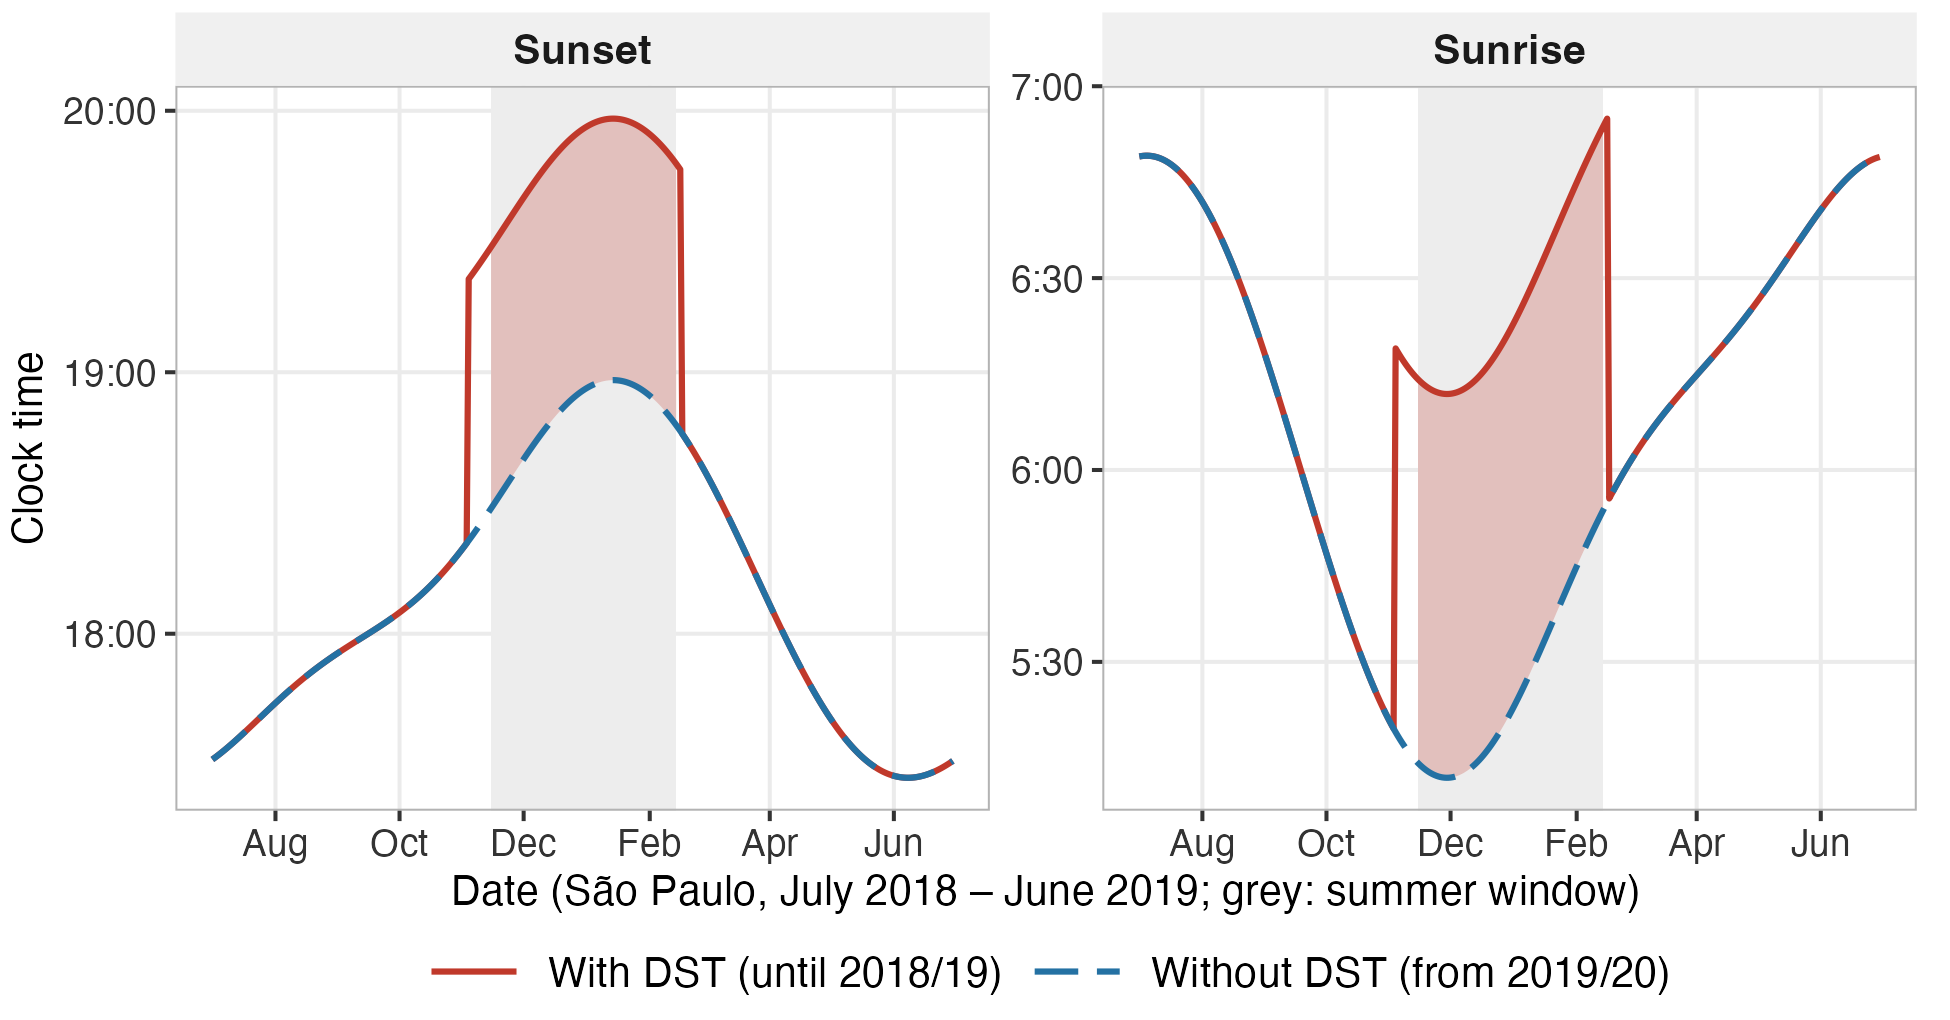 Sunset
Sunrise
Clock time
20:00
19:00
18:00
7:00
6:30
6:00
5:30
Aug Oct Dec Feb Apr Jun
Aug Oct Dec Feb Apr Jun
Date (São Paulo, July 2018 – June 2019; grey: summer window)
With DST (until 2018/19) Without DST (from 2019/20)